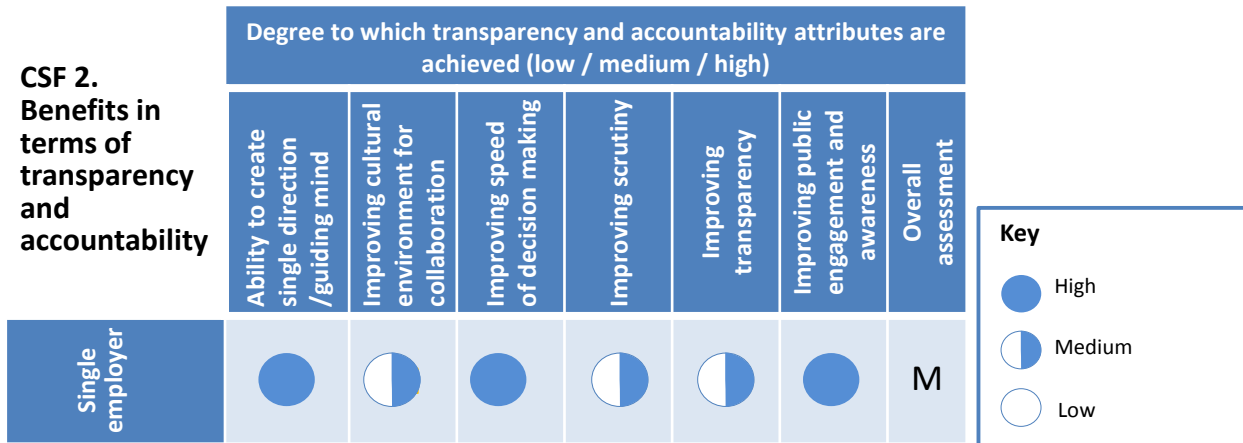 CSF 2.
Benefits in
terms of
transparency
and
accountability
Degree to which transparency and accountability attributes are
achieved (low / medium / high)
Ability to create
single direction
/guiding mind
Improving cultural
environment for
collaboration
Improving speed
of decision making
Improving scrutiny
Improving
transparency
Improving public
engagement and
awareness
Overall
assessment
Single
employer
M
Key
High
Medium
Low